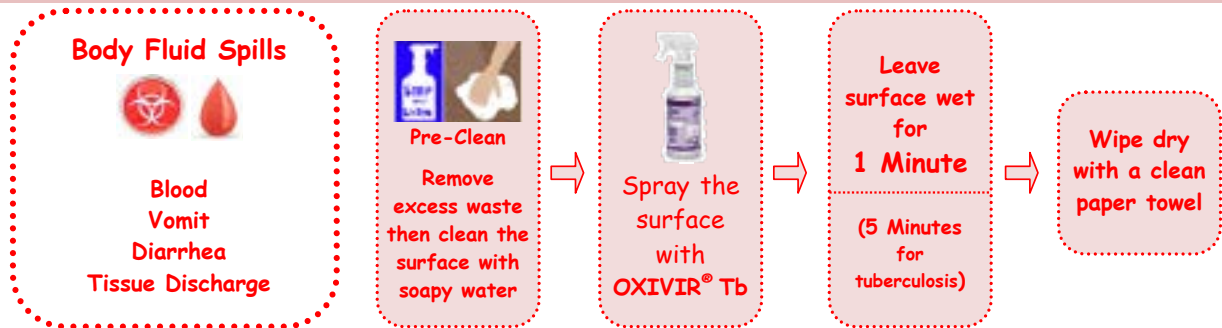 Body Fluid Spills
Blood
Vomit
Diarrhea
Tissue Discharge
Pre-Clean
Remove
excess waste
then clean the
surface with
soapy water
Spray the
surface
with
OXIVIR® Tb
Leave
surface wet
for
1 Minute
(5 Minutes
for
tuberculosis)
Wipe dry
with a clean
paper towel